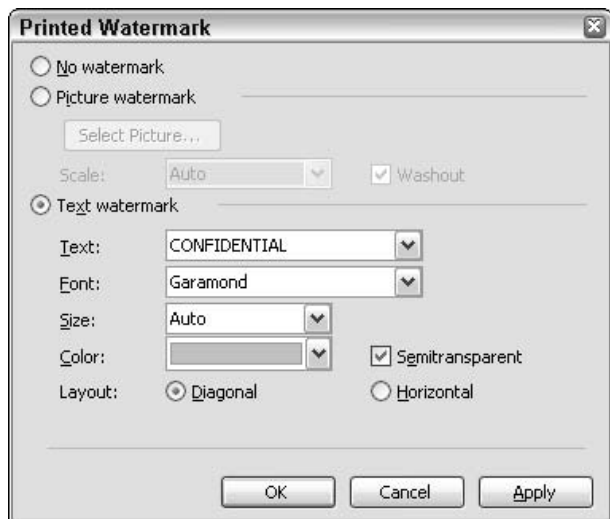 Printed Watermark
No watermark
Picture watermark
Select Picture...
Scale: Auto Washout
Text watermark
Text: CONFIDENTIAL
Font: Garamond
Size: Auto
Color: Semitransparent
Layout: Diagonal Horizontal
OK Cancel Apply